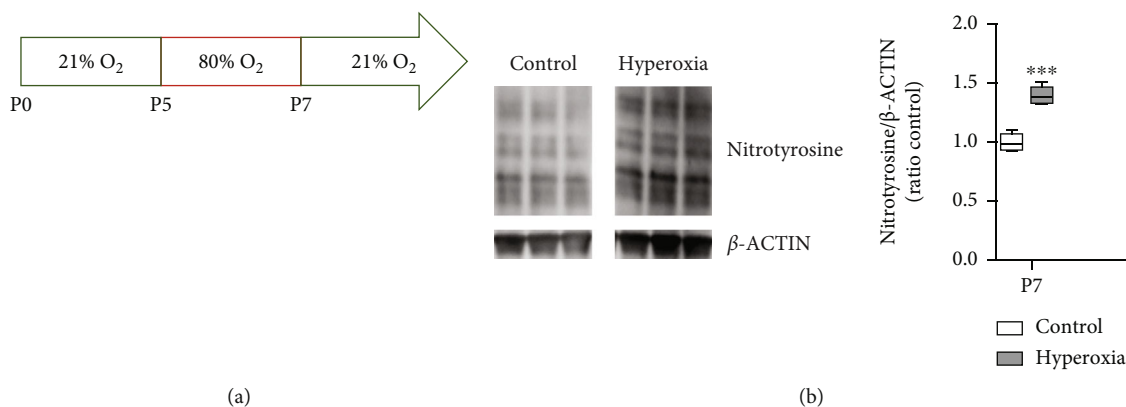 21% O₂ 80% O₂ 21% O₂
P0 P5 P7
(a)
Control Hyperoxia
Nitrotyrosine
β-ACTIN
Nitrotyrosine/β-ACTIN
(ratio control)
2.0
1.5
1.0
0.5
0.0
***
P7
Control
Hyperoxia
(b)